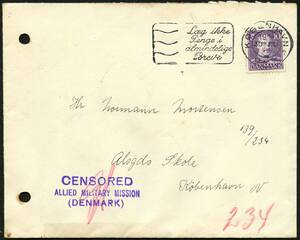 Læg ikke
Penge i
almindelige
Breve
KØBENHAVN
DANMARK
Hr Normann Mortensen
139/
234
Skole
København N
CENSORED
ALLIED MILITARY MISSION
(DENMARK)
234